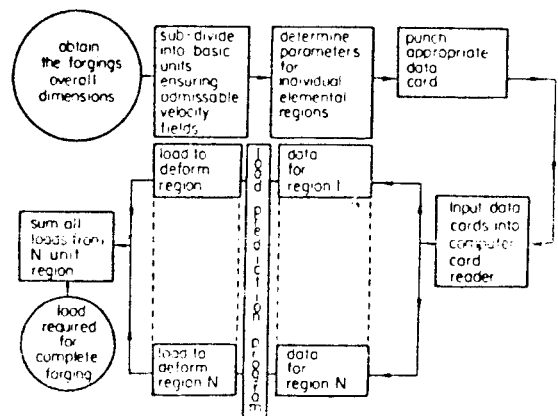 obtain
the forgings
overall
dimensions
sub-divide
into basic
units
ensuring
admissable
velocity
fields
determine
parameters
for
individual
elemental
regions
punch
appropriate
data
card
Input data
cards into
computer
card
reader
data
for
region 1
data
for
region N
load prediction program
load to
deform
region
load to
deform
region N
sum all
loads from
N unit
region
load
required
for
complete
forging